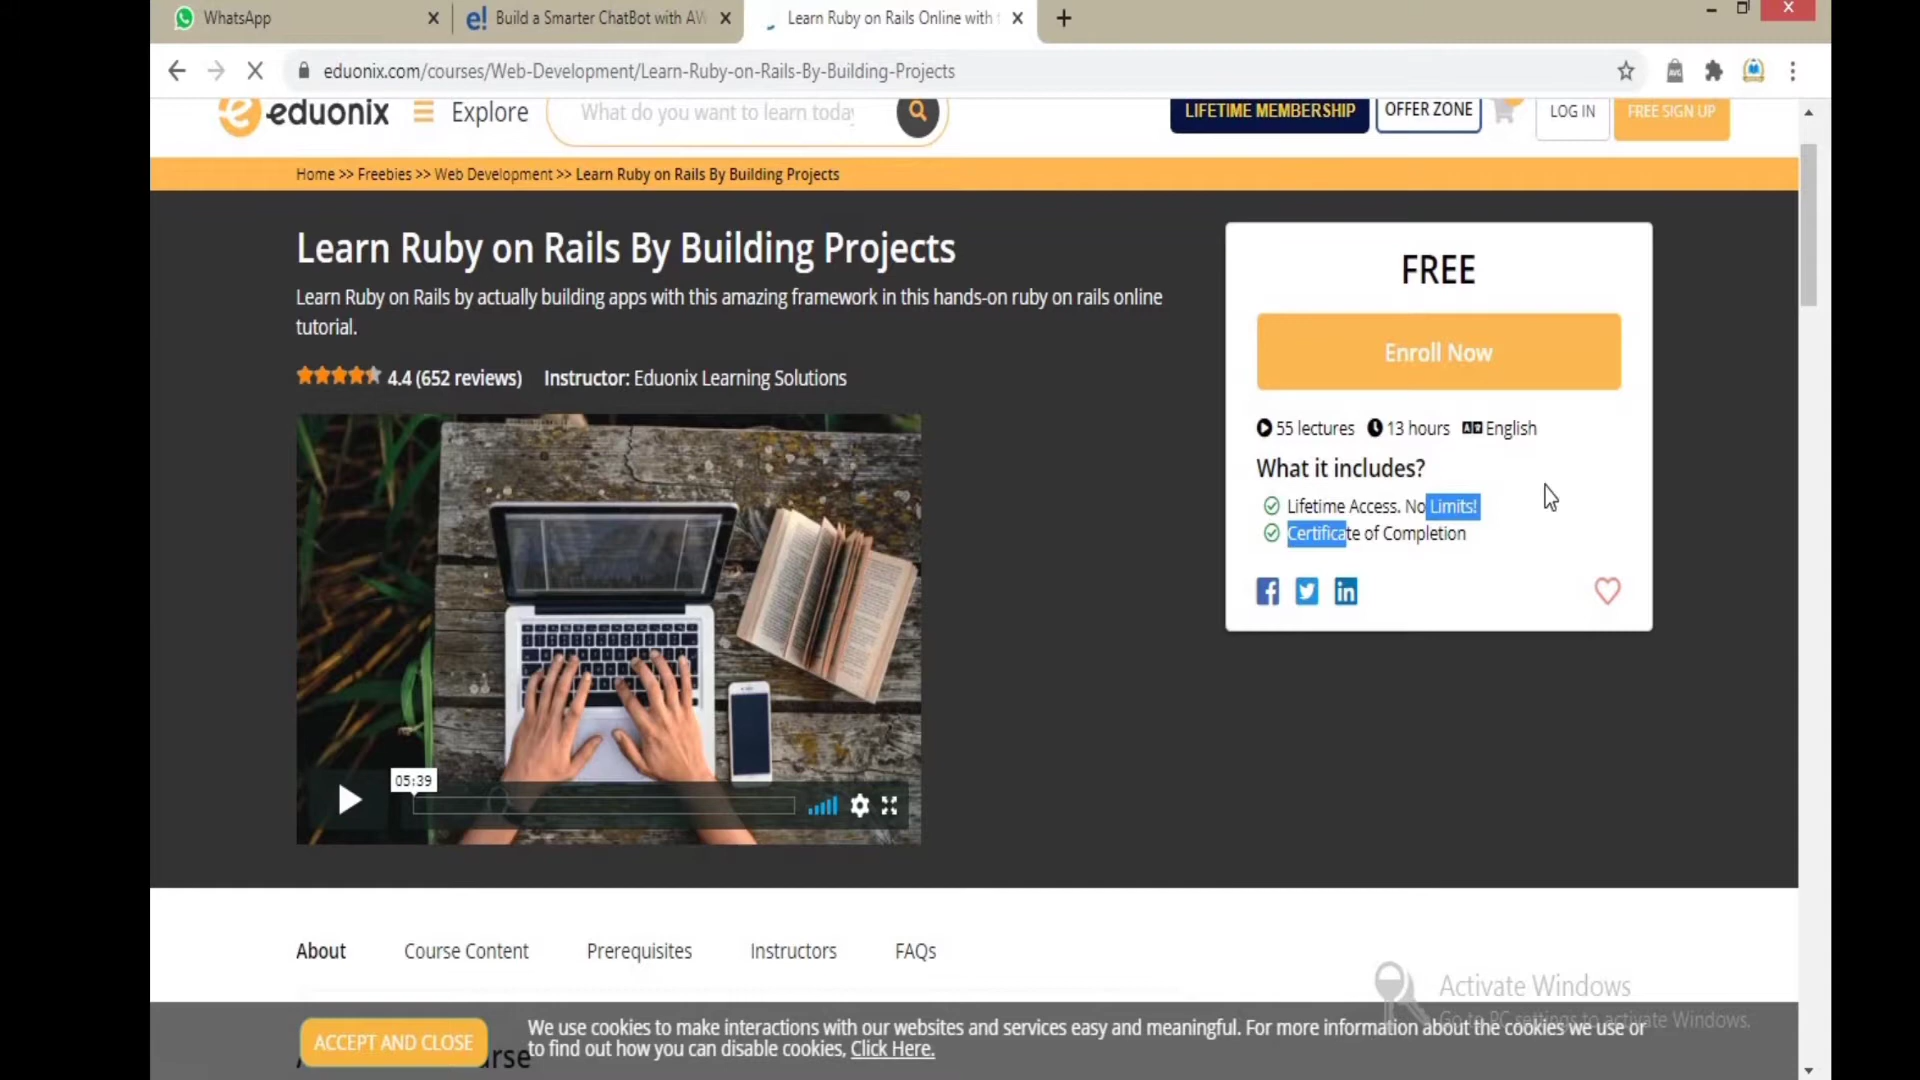 WhatsApp
Build a Smarter ChatBot with AW
Learn Ruby on Rails Online with
eduonix.com/courses/Web-Development/Learn-Ruby-on-Rails-By-Building-Projects
eduonix
Explore
What do you want to learn today
LIFETIME MEMBERSHIP
OFFER ZONE
LOG IN
FREE SIGN UP
Home >> Freebies >> Web Development >> Learn Ruby on Rails By Building Projects
Learn Ruby on Rails By Building Projects
Learn Ruby on Rails by actually building apps with this amazing framework in this hands-on ruby on rails online
tutorial.
4.4 (652 reviews) Instructor: Eduonix Learning Solutions
FREE
Enroll Now
55 lectures 13 hours English
What it includes?
Lifetime Access. No Limits!
Certificate of Completion
05:39
About
Course Content
Prerequisites
Instructors
FAQs
Activate Windows
Go to PC settings to activate Windows.
ACCEPT AND CLOSE
We use cookies to make interactions with our websites and services easy and meaningful. For more information about the cookies we use or
to find out how you can disable cookies, Click Here.